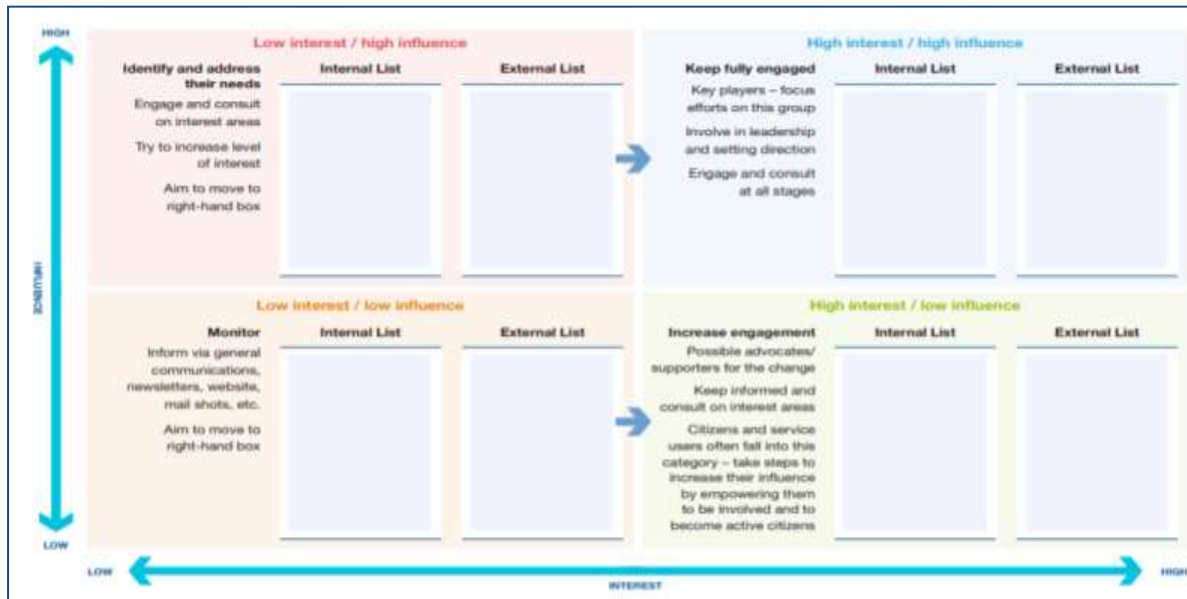 HIGH
Low interest / high influence
Identify and address
their needs
Engage and consult
on interest areas
Try to increase level
of interest
Aim to move to
right-hand box
Internal List
External List
High interest / high influence
Keep fully engaged
Key players – focus
efforts on this group
Involve in leadership
and setting direction
Engage and consult
at all stages
Internal List
External List
INFLUENCE
Low interest / low influence
Monitor
Inform via general
communications,
newsletters, website,
mail shots, etc.
Aim to move to
right-hand box
Internal List
External List
High interest / low influence
Increase engagement
Possible advocates/
supporters for the change
Keep informed and
consult on interest areas
Citizens and service
users often fall into this
category – take steps to
increase their influence
by empowering them
to be involved and to
become active citizens
Internal List
External List
LOW
LOW
INTEREST
HIGH